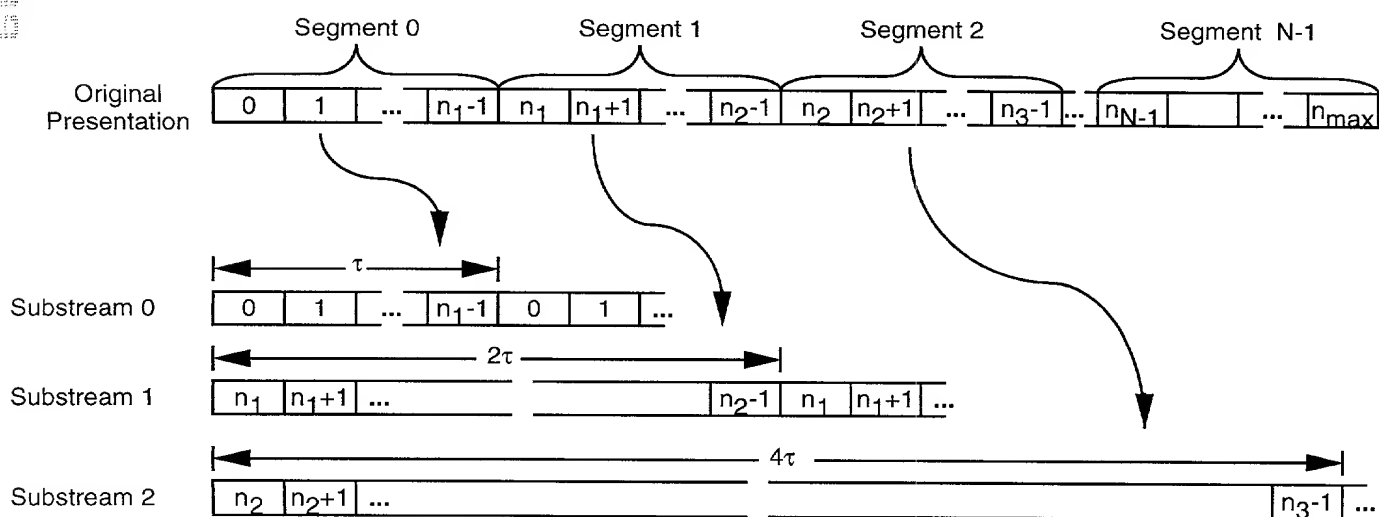 Segment 0 Segment 1 Segment 2 Segment N-1
Original Presentation
0 1 ... n₁-1 n₁ n₁+1 ... n₂-1 n₂ n₂+1 ... n₃-1 ... n_N-1 ... n_max
τ
Substream 0 0 1 ... n₁-1 0 1 ...
2τ
Substream 1 n₁ n₁+1 ... n₂-1 n₁ n₁+1 ...
4τ
Substream 2 n₂ n₂+1 ... n₃-1 ...